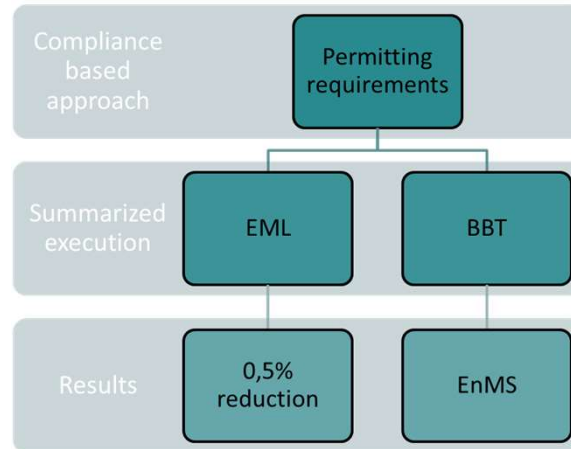 Compliance
based
approach
Permitting
requirements
Summarized
execution
EML
BBT
Results
0,5%
reduction
EnMS